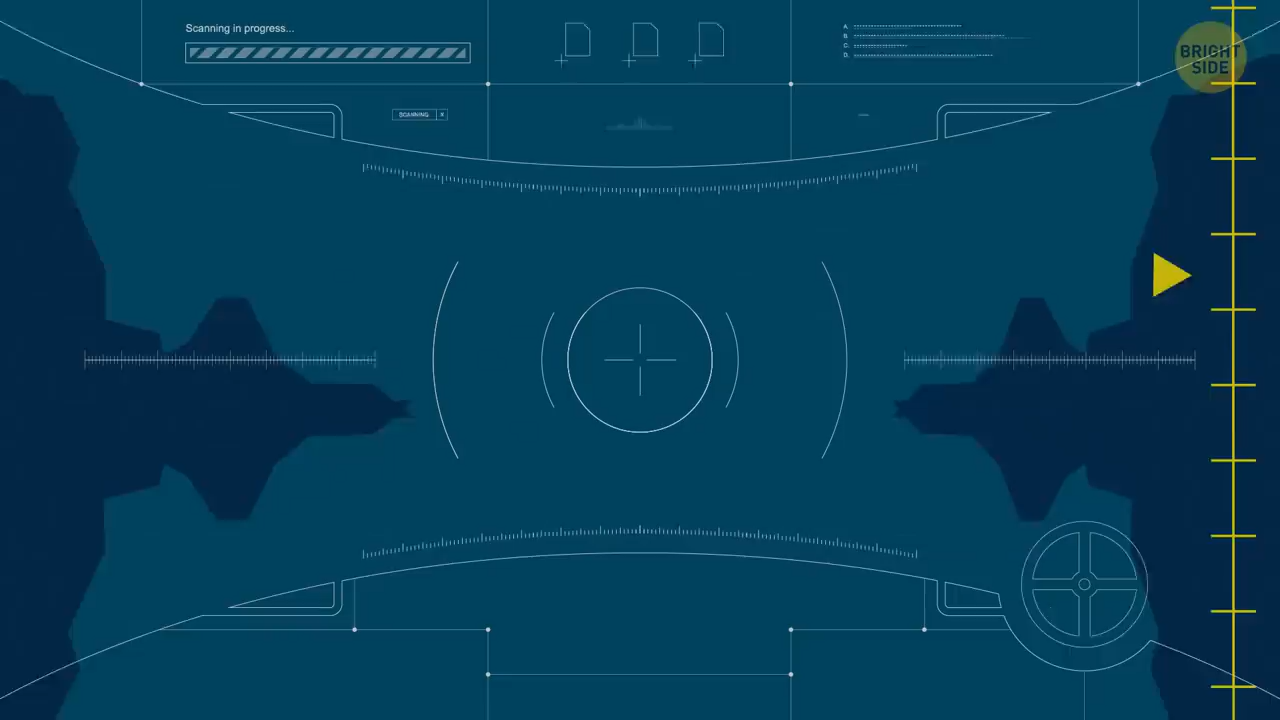 Scanning in progress...
A.
B.
C.
D.
BRIGHT
SIDE
SCANNING X